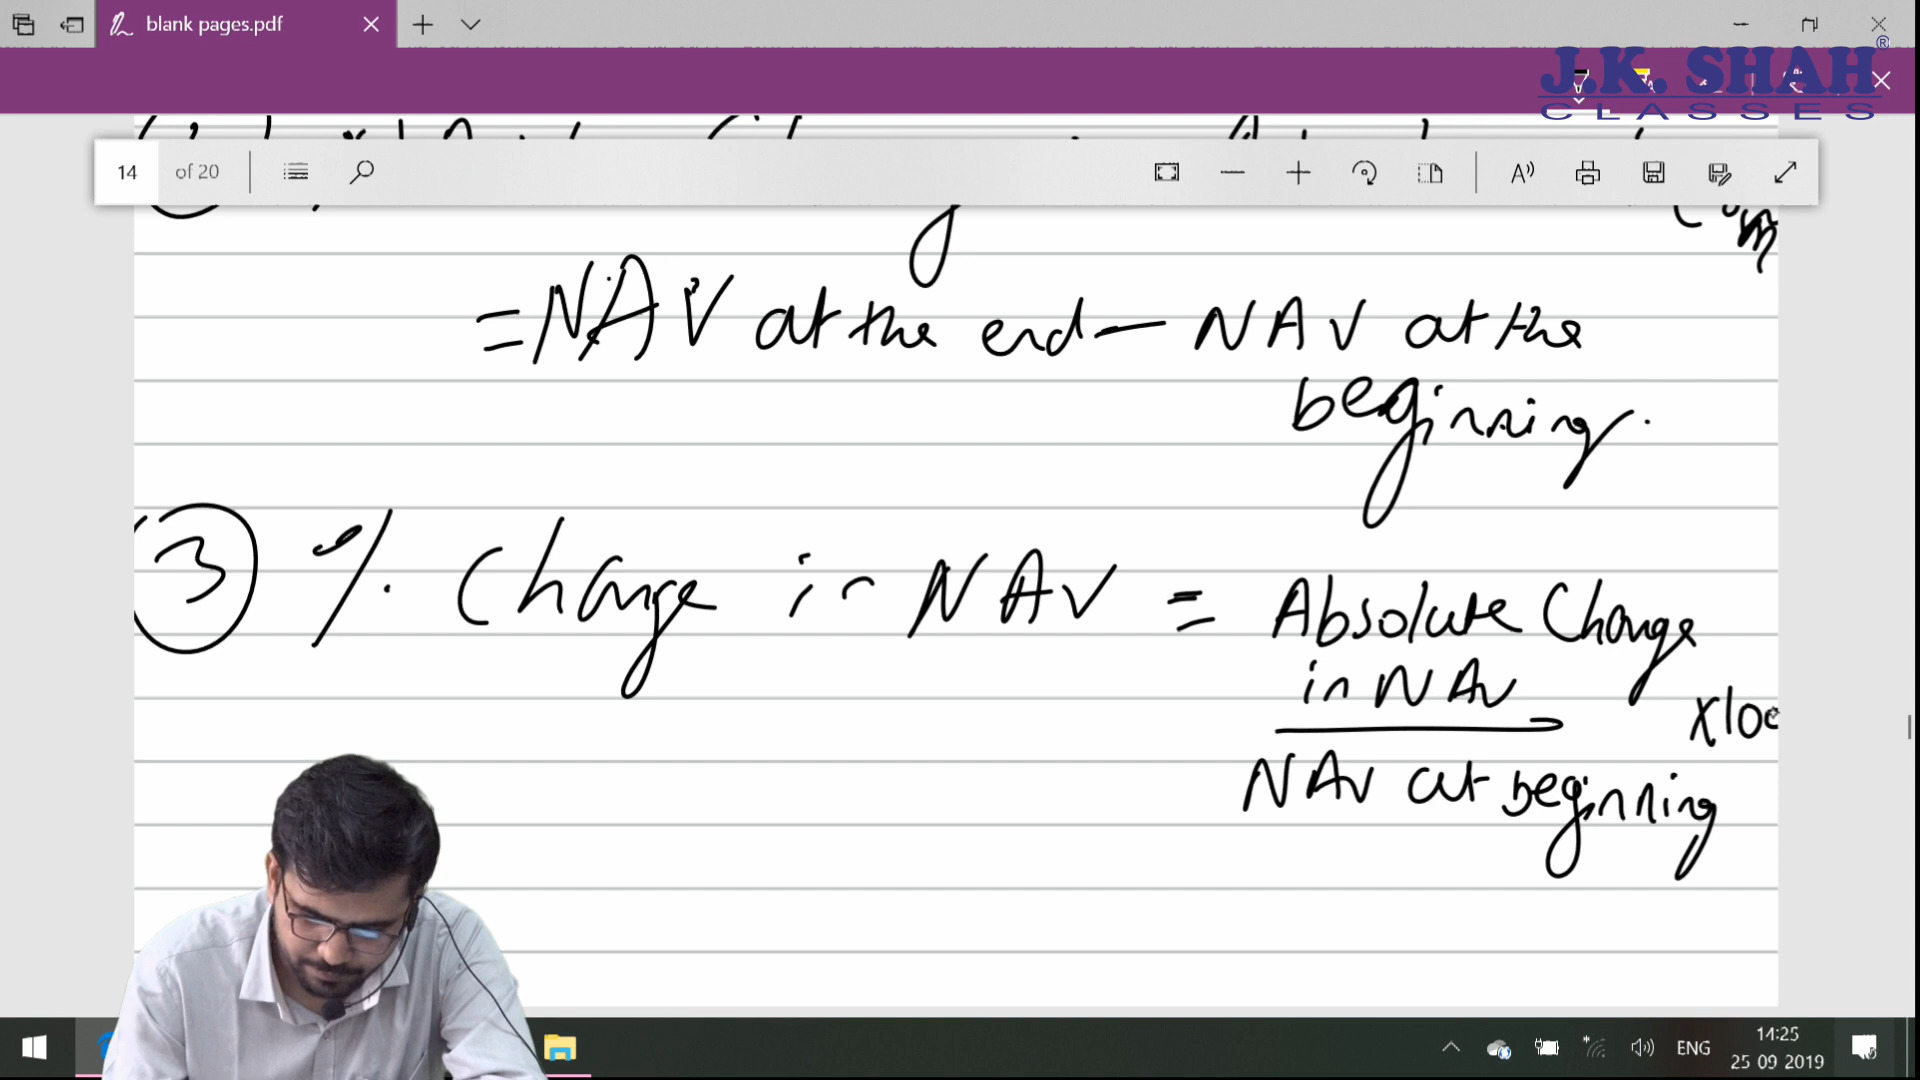 blank pages.pdf
J.K. SHAH ®
CLASSES
14 of 20
= NAV at the end — NAV at the
beginning.
③ % Change in NAV = Absolute Change
in NAV
x100
NAV at beginning
14:25
ENG
25-09-2019